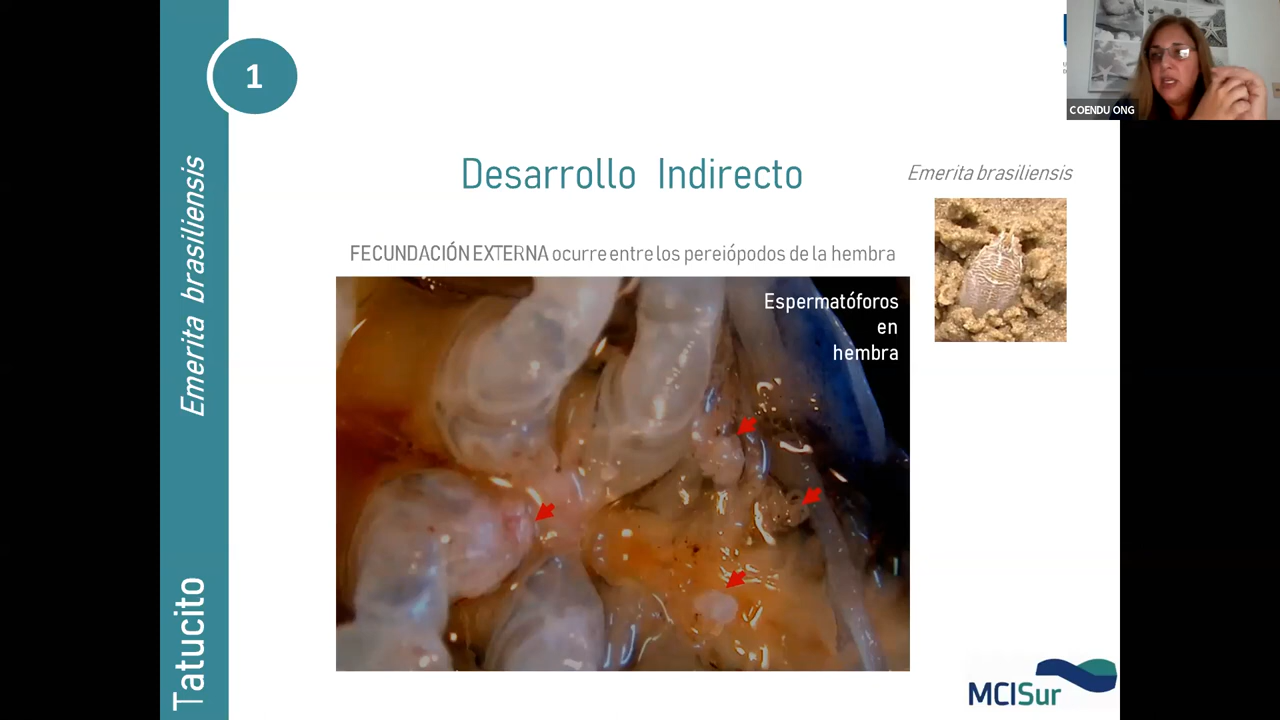 1
COENDU ONG
Desarrollo Indirecto
Emerita brasiliensis
Emerita brasiliensis
FECUNDACIÓN EXTERNA ocurre entre los pereiópodos de la hembra
Espermatóforos
en
hembra
Tatucito
MCISur